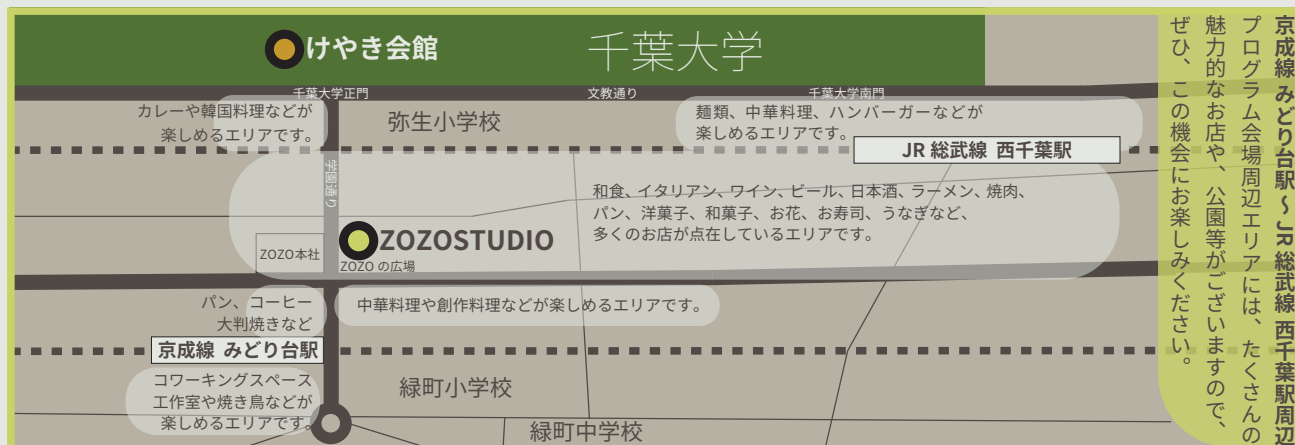 けやき会館
千葉大学
千葉大学正門
文教通り
千葉大学南門
カレーや韓国料理などが
楽しめるエリアです。
弥生小学校
麺類、中華料理、ハンバーガーなどが
楽しめるエリアです。
JR 総武線 西千葉駅
学園通り
和食、イタリアン、ワイン、ビール、日本酒、ラーメン、焼肉、
パン、洋菓子、和菓子、お花、お寿司、うなぎなど、
多くのお店が点在しているエリアです。
ZOZO本社
ZOZOSTUDIO
ZOZO の広場
パン、コーヒー
大判焼きなど
中華料理や創作料理などが楽しめるエリアです。
京成線 みどり台駅
コワーキングスペース
工作室や焼き鳥などが
楽しめるエリアです。
緑町小学校
緑町中学校
京成線 みどり台駅 〜 JR 総武線 西千葉駅周辺
プログラム会場周辺エリアには、たくさんの
魅力的なお店や、公園等がございますので、
ぜひ、この機会にお楽しみください。